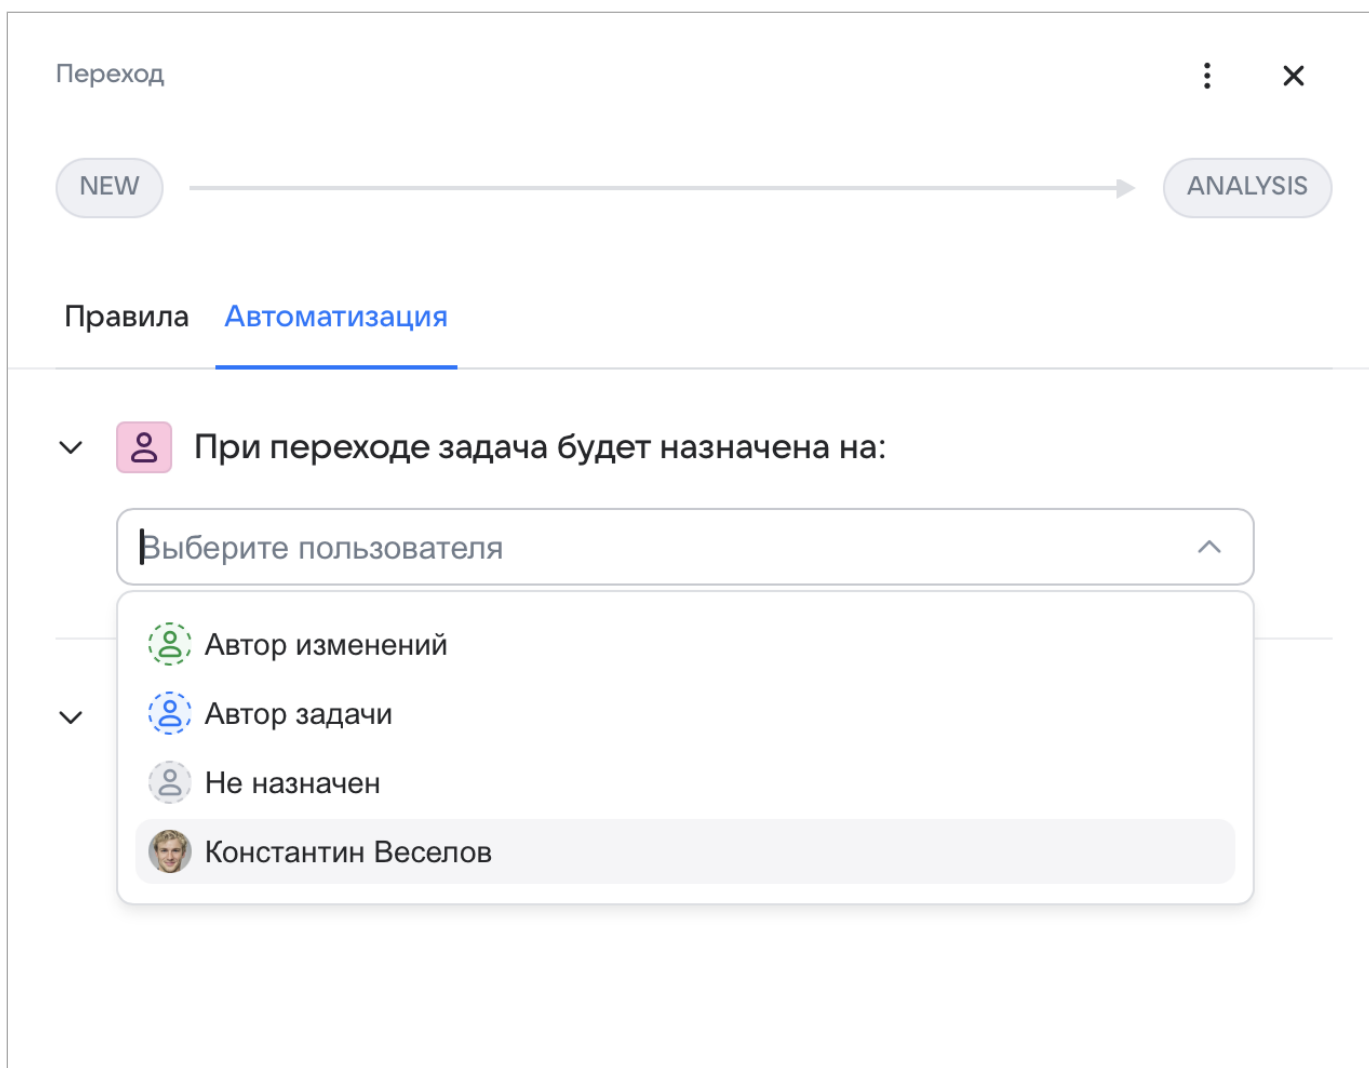 Переход
NEW
ANALYSIS
Правила
Автоматизация
При переходе задача будет назначена на:
Выберите пользователя
Автор изменений
Автор задачи
Не назначен
Константин Веселов